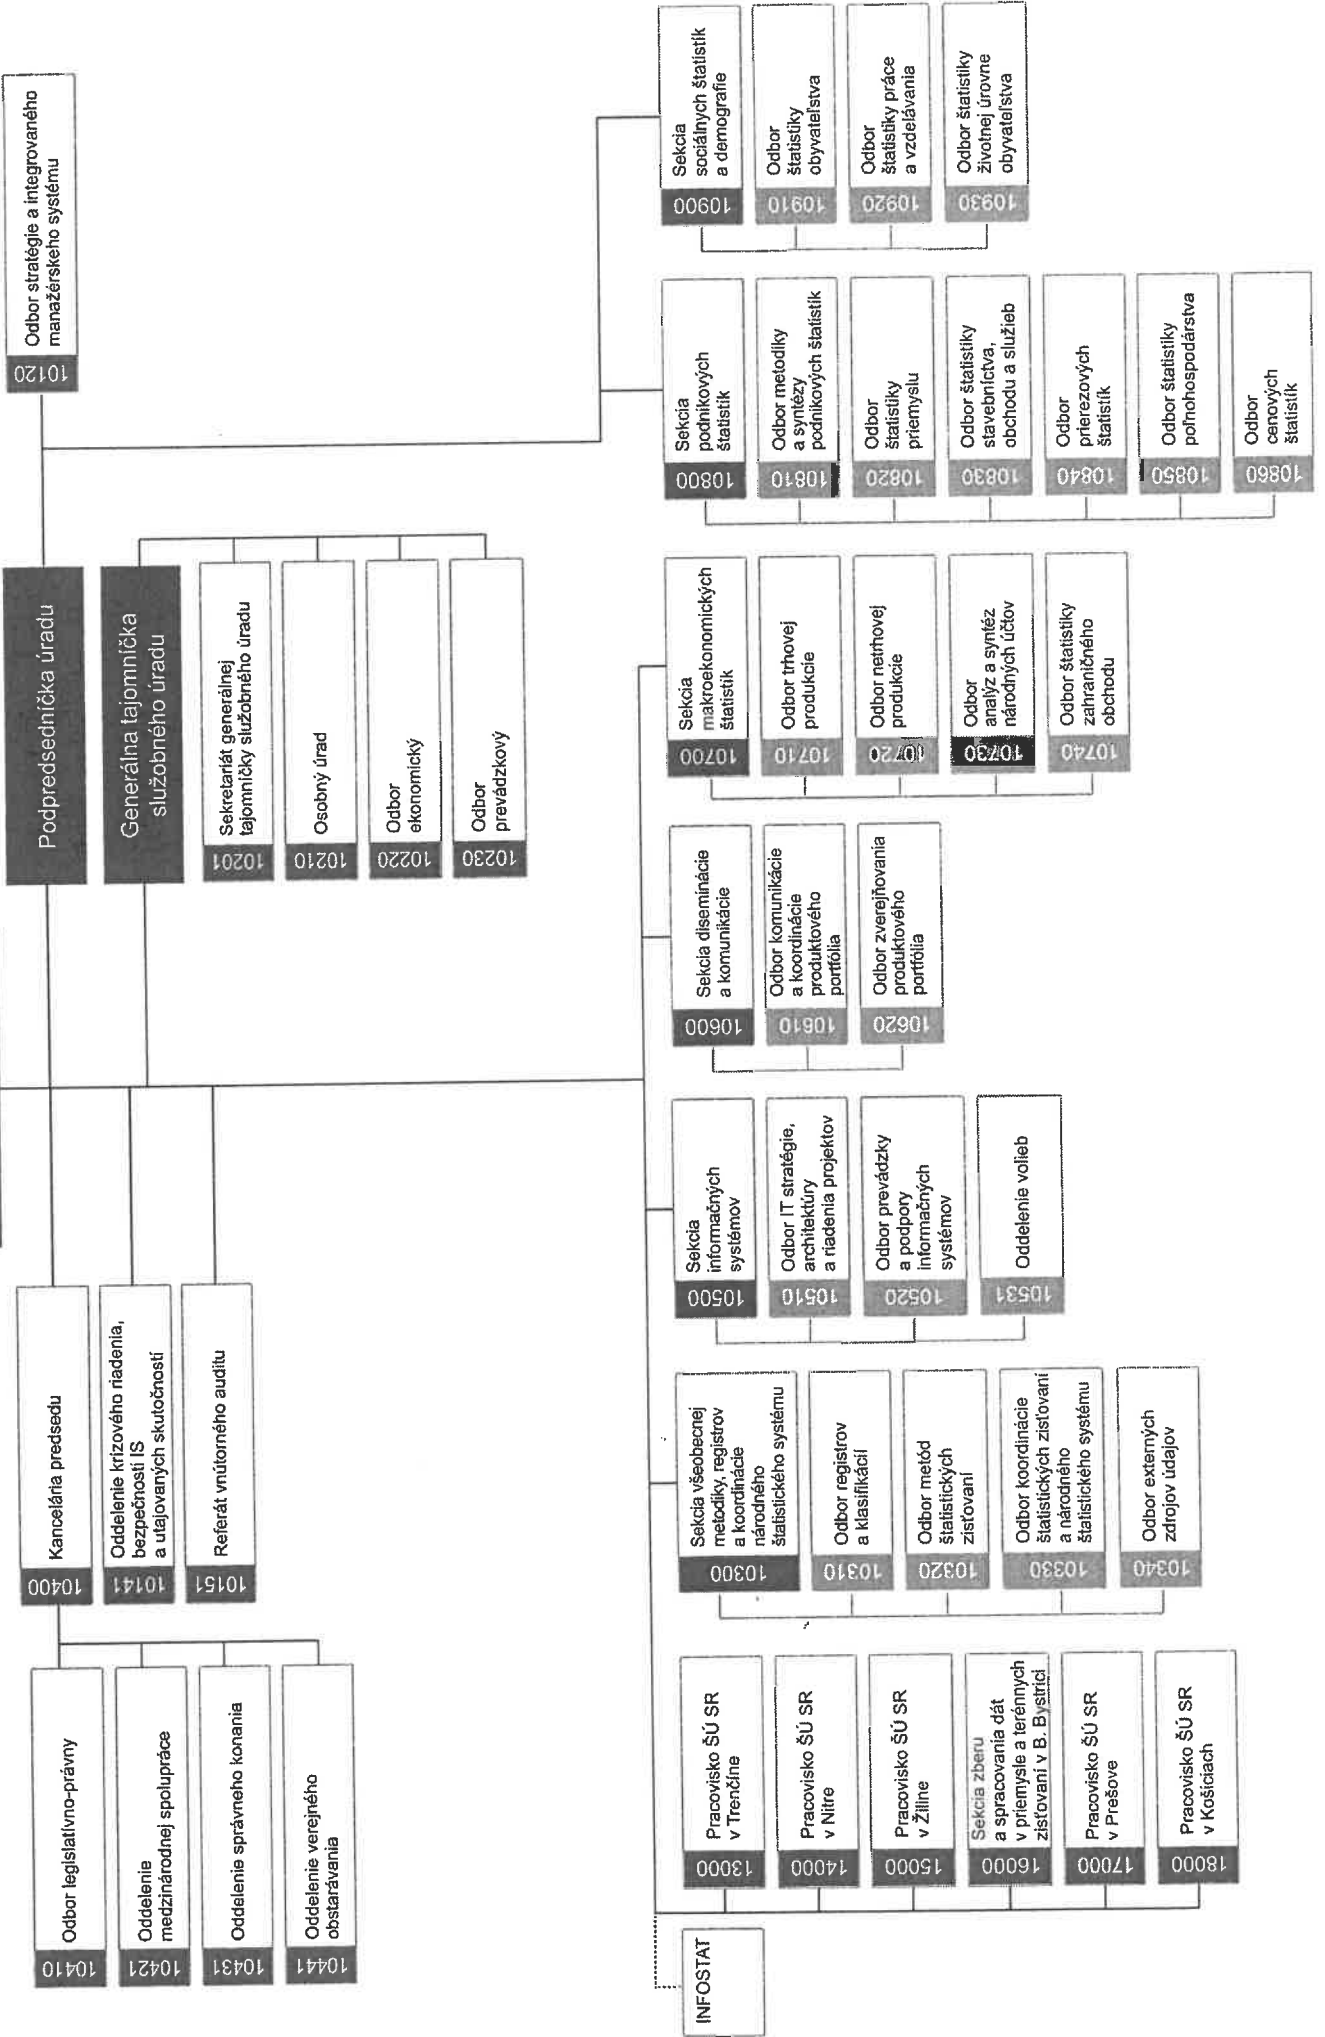 Podpredsedníčka úradu
10120
Odbor stratégie a integrovaného
manažérskeho systému
Generálna tajomníčka
služobného úradu
10201
Sekretariát generálnej
tajomníčky služobného úradu
10210
Osobný úrad
10220
Odbor
ekonomický
10230
Odbor
prevádzkový
10400
Kancelária predsedu
10141
Oddelenie krízového riadenia,
bezpečnosti IS
a utajovaných skutočností
10151
Referát vnútorného auditu
10410
Odbor legislatívno-právny
10421
Oddelenie
medzinárodnej spolupráce
10431
Oddelenie správneho konania
10441
Oddelenie verejného
obstarávania
INFOSTAT
13000
Pracovisko ŠÚ SR
v Trenčíne
14000
Pracovisko ŠÚ SR
v Nitre
15000
Pracovisko ŠÚ SR
v Žiline
16000
Sekcia zberu
a spracovania dát
v priemysle a terénnych
zisťovaní v B. Bystrici
17000
Pracovisko ŠÚ SR
v Prešove
18000
Pracovisko ŠÚ SR
v Košiciach
10300
Sekcia všeobecnej
metodiky, registrov
a koordinácie
národného
štatistického systému
10310
Odbor registrov
a klasifikácií
10320
Odbor metód
štatistických
zisťovaní
10330
Odbor koordinácie
štatistických zisťovaní
a národného
štatistického systému
10340
Odbor externých
zdrojov údajov
10500
Sekcia
informačných
systémov
10510
Odbor IT stratégie,
architektúry
a riadenia projektov
10520
Odbor prevádzky
a podpory
informačných
systémov
10531
Oddelenie volieb
10600
Sekcia diseminácie
a komunikácie
10610
Odbor komunikácie
a koordinácie
produktového
portfólia
10620
Odbor zverejňovania
produktového
portfólia
10700
Sekcia
makroekonomických
štatistík
10710
Odbor trhovej
produkcie
10720
Odbor netrhovej
produkcie
10730
Odbor
analýz a syntéz
národných účtov
10740
Odbor štatistiky
zahraničného
obchodu
10800
Sekcia
podnikových
štatistík
10810
Odbor metodiky
a syntézy
podnikových štatistík
10820
Odbor
štatistiky
priemyslu
10830
Odbor štatistiky
stavebníctva,
obchodu a služieb
10840
Odbor
prierezových
štatistík
10850
Odbor štatistiky
poľnohospodárstva
10860
Odbor
cenových
štatistík
10900
Sekcia
sociálnych štatistík
a demografie
10910
Odbor
štatistiky
obyvateľstva
10920
Odbor
štatistiky práce
a vzdelávania
10930
Odbor štatistiky
životnej úrovne
obyvateľstva